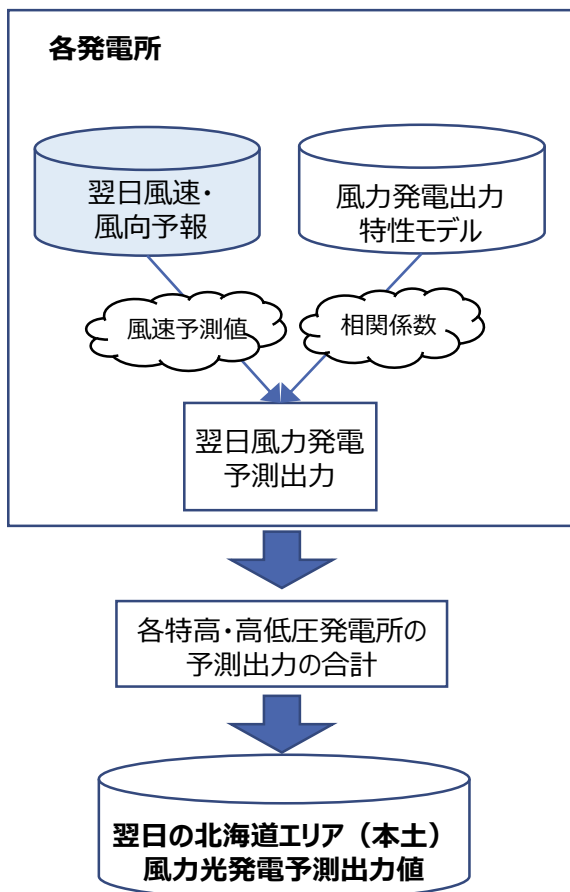 各発電所
翌日風速・
風向予報
風力発電出力
特性モデル
風速予測値
相関係数
翌日風力発電
予測出力
各特高・高低圧発電所の
予測出力の合計
翌日の北海道エリア（本土）
風力光発電予測出力値